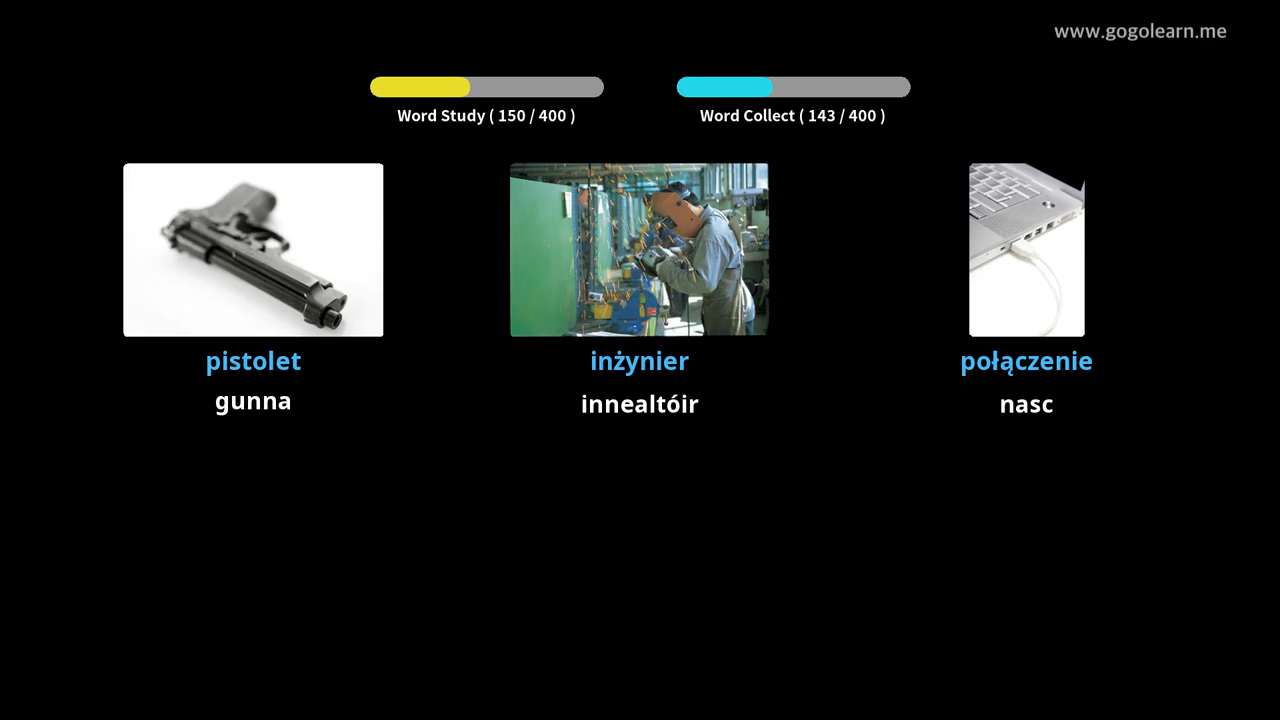 www.gogolearn.me
Word Study ( 150 / 400 )
Word Collect ( 143 / 400 )
pistolet
inżynier
połączenie
gunna
innealtóir
nasc